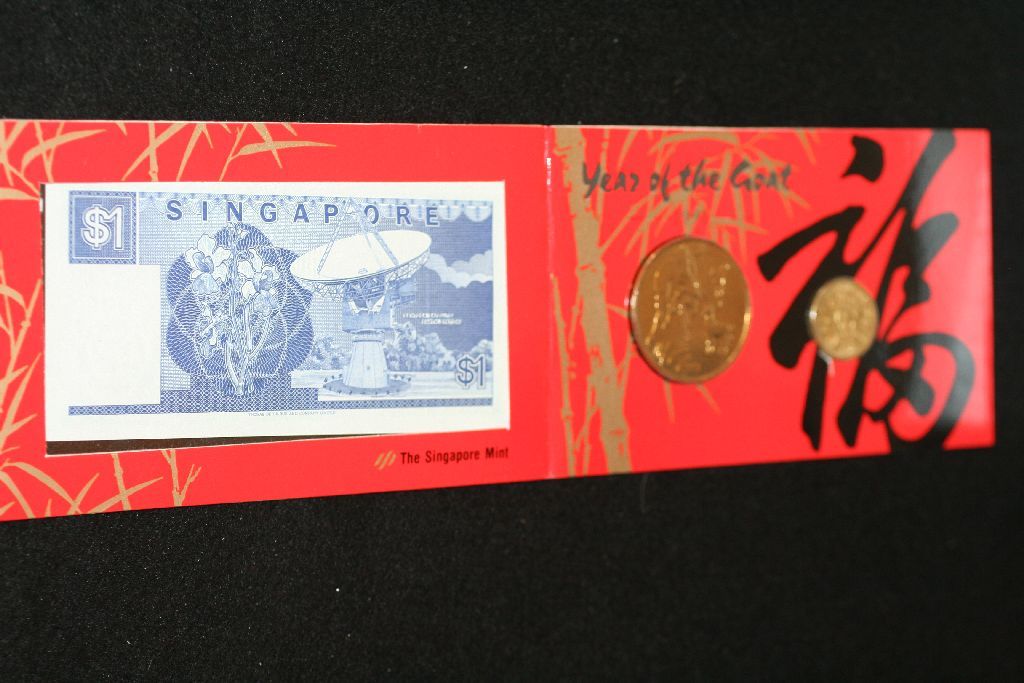 $1
SINGAPORE
$1
The Singapore Mint
Year of the Goat
福